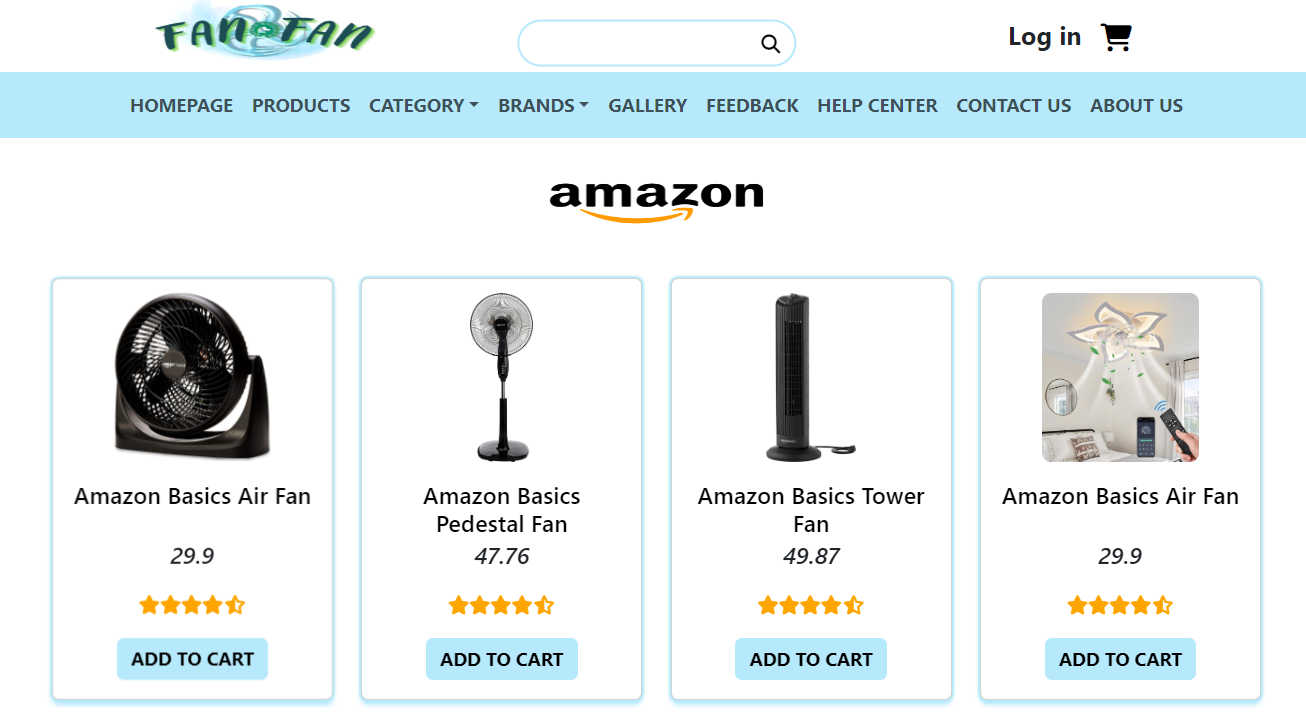 FAN FAN
Log in
HOMEPAGE PRODUCTS CATEGORY BRANDS GALLERY FEEDBACK HELP CENTER CONTACT US ABOUT US
amazon
Amazon Basics Air Fan
29.9
ADD TO CART
Amazon Basics
Pedestal Fan
47.76
ADD TO CART
Amazon Basics Tower
Fan
49.87
ADD TO CART
Amazon Basics Air Fan
29.9
ADD TO CART